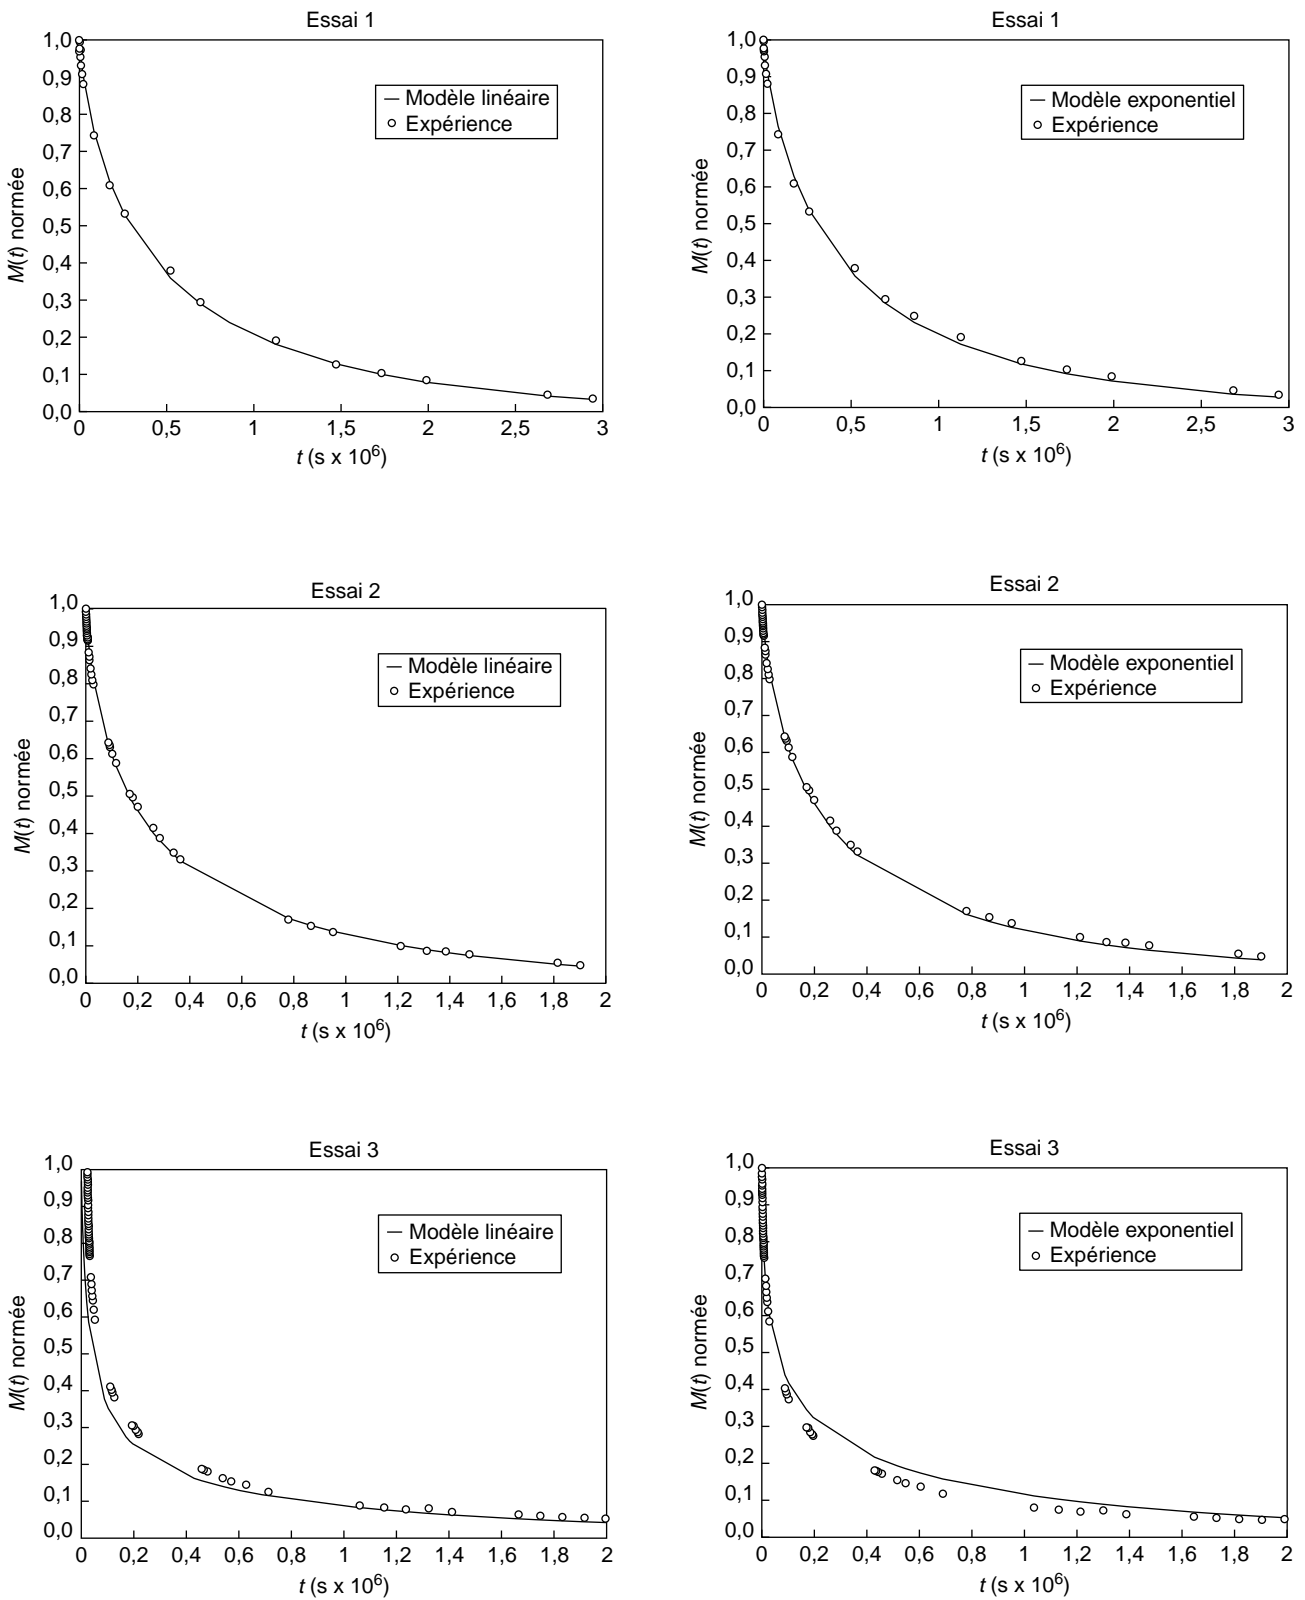 Essai 1
1,0
0,9
0,8
0,7
0,6
0,5
0,4
0,3
0,2
0,1
0,0
M(t) normée
Modèle linéaire
Expérience
0 0,5 1 1,5 2 2,5 3
t (s x 10⁶)
Essai 1
1,0
0,9
0,8
0,7
0,6
0,5
0,4
0,3
0,2
0,1
0,0
M(t) normée
Modèle exponentiel
Expérience
0 0,5 1 1,5 2 2,5 3
t (s x 10⁶)
Essai 2
1,0
0,9
0,8
0,7
0,6
0,5
0,4
0,3
0,2
0,1
0,0
M(t) normée
Modèle linéaire
Expérience
0 0,2 0,4 0,6 0,8 1 1,2 1,4 1,6 1,8 2
t (s x 10⁶)
Essai 2
1,0
0,9
0,8
0,7
0,6
0,5
0,4
0,3
0,2
0,1
0,0
M(t) normée
Modèle exponentiel
Expérience
0 0,2 0,4 0,6 0,8 1 1,2 1,4 1,6 1,8 2
t (s x 10⁶)
Essai 3
1,0
0,9
0,8
0,7
0,6
0,5
0,4
0,3
0,2
0,1
0,0
M(t) normée
Modèle linéaire
Expérience
0 0,2 0,4 0,6 0,8 1 1,2 1,4 1,6 1,8 2
t (s x 10⁶)
Essai 3
1,0
0,9
0,8
0,7
0,6
0,5
0,4
0,3
0,2
0,1
0,0
M(t) normée
Modèle exponentiel
Expérience
0 0,2 0,4 0,6 0,8 1 1,2 1,4 1,6 1,8 2
t (s x 10⁶)